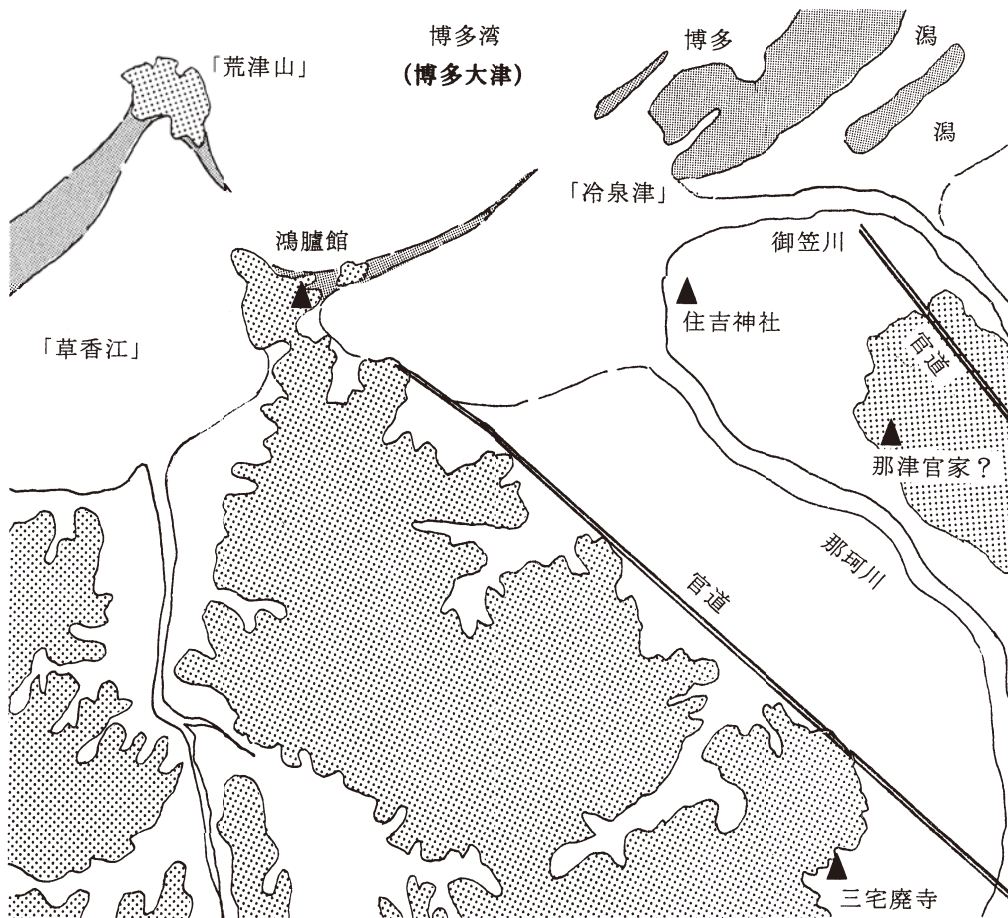 博多湾
(博多大津)
博多
潟
潟
「荒津山」
「冷泉津」
鴻臚館
御笠川
住吉神社
官道
「草香江」
那津官家？
那珂川
官道
三宅廃寺